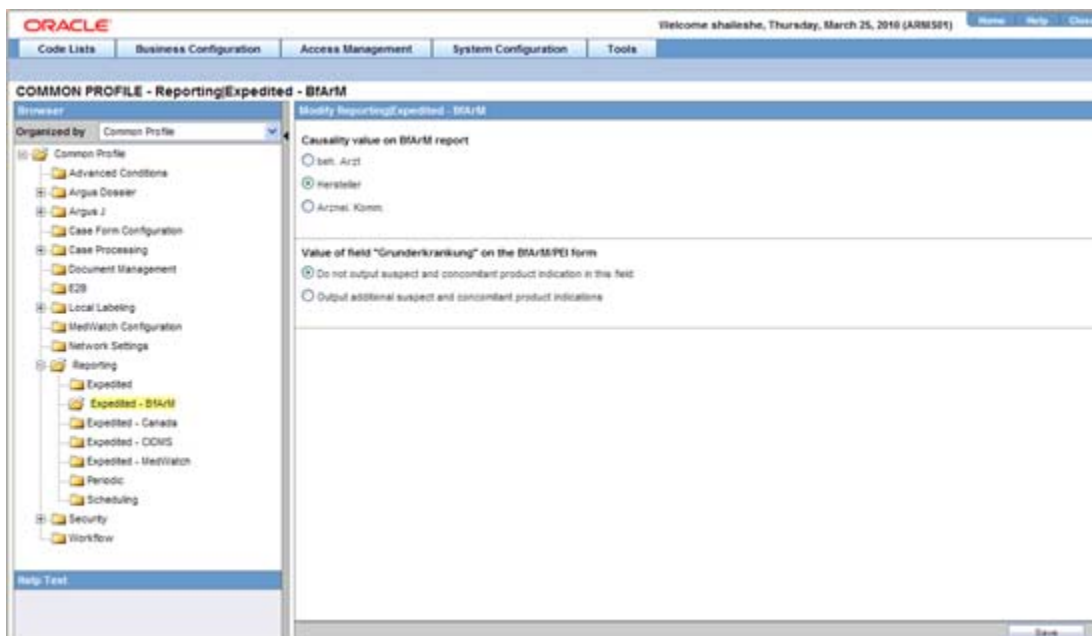 ORACLE
Welcome shaileshe, Thursday, March 25, 2010 (ARMS01)
Home Help Close
Code Lists Business Configuration Access Management System Configuration Tools
COMMON PROFILE - Reporting|Expedited - BfArM
Browser
Organized by Common Profile
Common Profile
Advanced Conditions
Argus Dossier
Argus J
Case Form Configuration
Case Processing
Document Management
E2B
Local Labeling
MedWatch Configuration
Network Settings
Reporting
Expedited
Expedited - BfArM
Expedited - Canada
Expedited - CIOMS
Expedited - MedWatch
Periodic
Scheduling
Security
Workflow
Help Text
Modify Reporting|Expedited - BfArM
Causality value on BfArM report
beh. Arzt
Hersteller
Arznei. Komm.
Value of field "Grunderkrankung" on the BfArM/PEI form
Do not output suspect and concomitant product indication in this field
Output additional suspect and concomitant product indications
Save